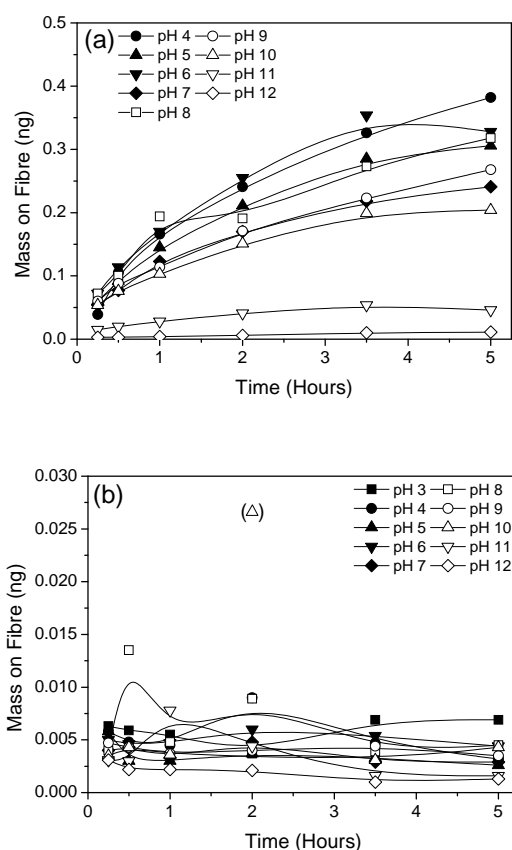 (a)
pH 4 pH 9
pH 5 pH 10
pH 6 pH 11
pH 7 pH 12
pH 8
0.5
0.4
0.3
0.2
0.1
0.0
Mass on Fibre (ng)
0 1 2 3 4 5
Time (Hours)
(b)
pH 3 pH 8
pH 4 pH 9
pH 5 pH 10
pH 6 pH 11
pH 7 pH 12
( )
0.030
0.025
0.020
0.015
0.010
0.005
0.000
Mass on Fibre (ng)
0 1 2 3 4 5
Time (Hours)